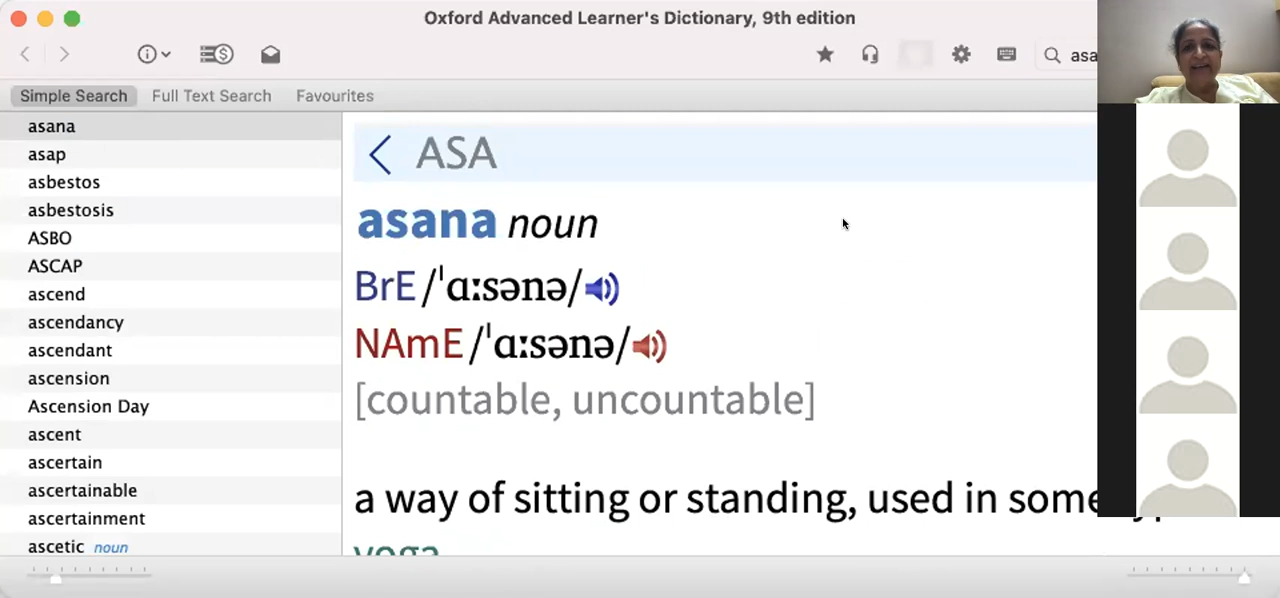 Oxford Advanced Learner's Dictionary, 9th edition
asa
Simple Search Full Text Search Favourites
asana
asap
asbestos
asbestosis
ASBO
ASCAP
ascend
ascendancy
ascendant
ascension
Ascension Day
ascent
ascertain
ascertainable
ascertainment
ascetic noun
ASA
asana noun
BrE /ˈɑːsənə/
NAmE /ˈɑːsənə/
[countable, uncountable]
a way of sitting or standing, used in some
yoga